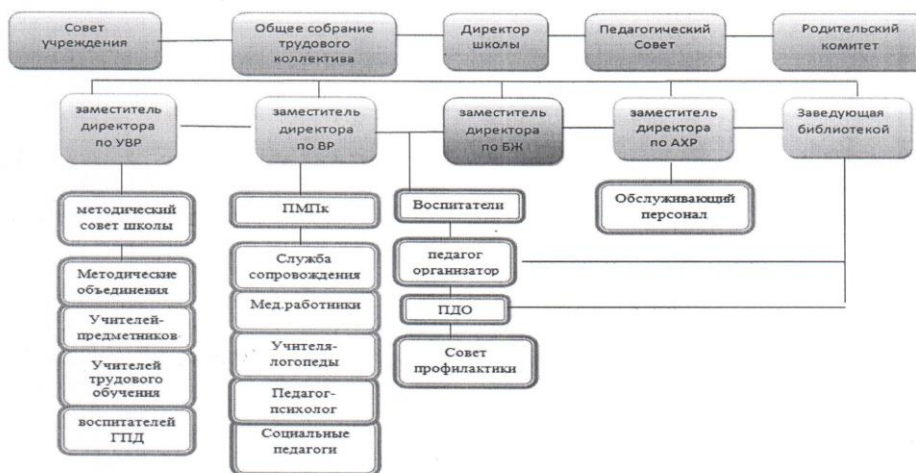 Совет
учреждения
Общее собрание
трудового
коллектива
Директор
школы
Педагогический
Совет
Родительский
комитет
заместитель
директора
по УВР
заместитель
директора
по ВР
заместитель
директора
по БЖ
заместитель
директора
по АХР
Заведующая
библиотекой
методический
совет школы
Методические
объединения
Учителей-
предметников
Учителей
трудового
обучения
воспитателей
ГПД
ПМПк
Служба
сопровождения
Мед.работники
Учителя-
логопеды
Педагог-
психолог
Социальные
педагоги
Воспитатели
педагог
организатор
ПДО
Совет
профилактики
Обслуживающий
персонал